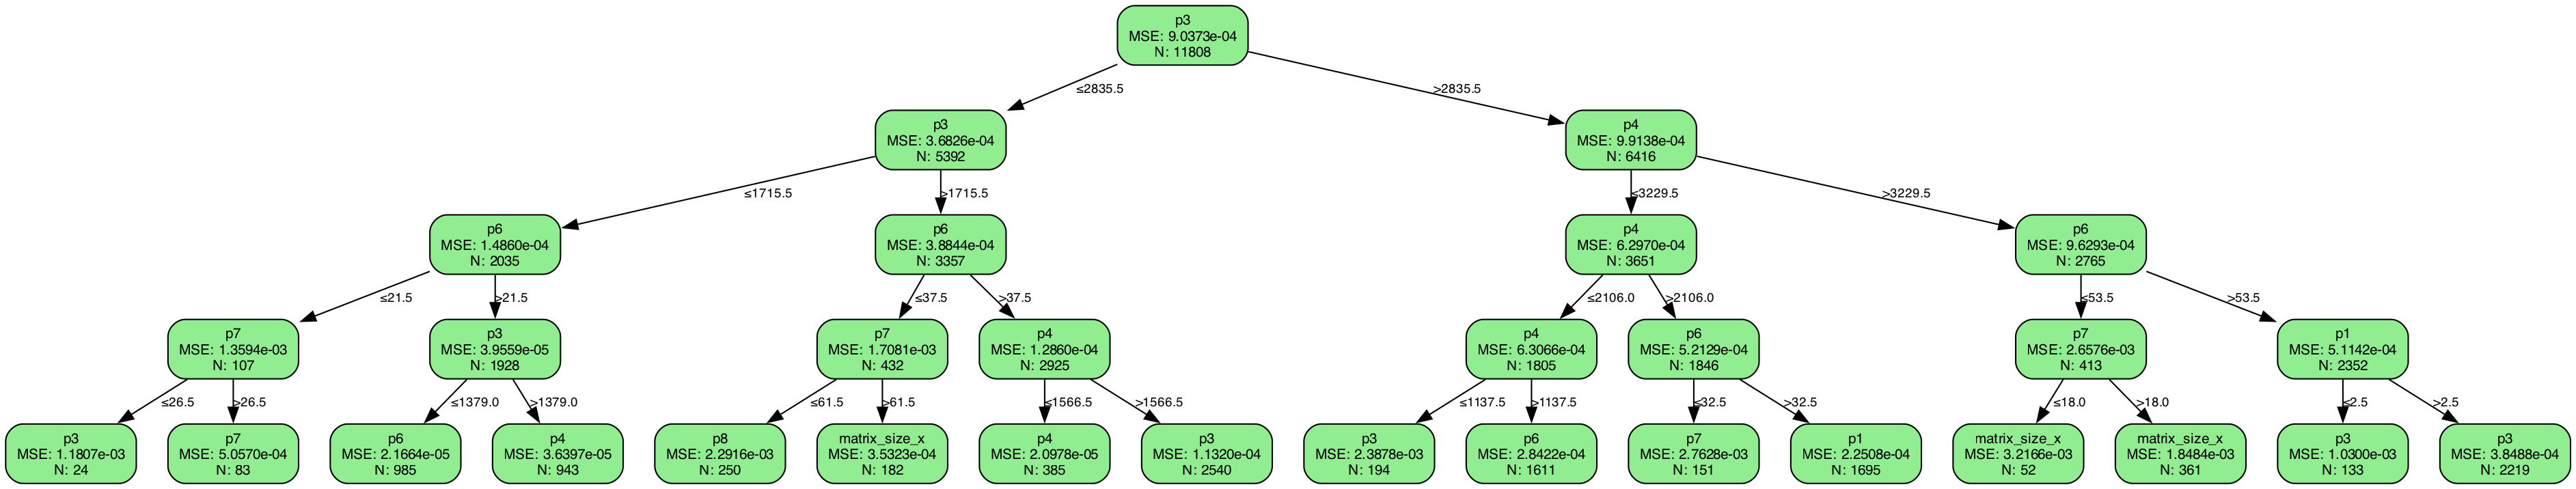 p3
MSE: 9.0373e-04
N: 11808
≤2835.5
>2835.5
p3
MSE: 3.6826e-04
N: 5392
p4
MSE: 9.9138e-04
N: 6416
≤1715.5
>1715.5
≤3229.5
>3229.5
p6
MSE: 1.4860e-04
N: 2035
p6
MSE: 3.8844e-04
N: 3357
p4
MSE: 6.2970e-04
N: 3651
p6
MSE: 9.6293e-04
N: 2765
≤21.5
>21.5
≤37.5
>37.5
≤2106.0
>2106.0
≤53.5
>53.5
p7
MSE: 1.3594e-03
N: 107
p3
MSE: 3.9559e-05
N: 1928
p7
MSE: 1.7081e-03
N: 432
p4
MSE: 1.2860e-04
N: 2925
p4
MSE: 6.3066e-04
N: 1805
p6
MSE: 5.2129e-04
N: 1846
p7
MSE: 2.6576e-03
N: 413
p1
MSE: 5.1142e-04
N: 2352
≤26.5
>26.5
≤1379.0
>1379.0
≤61.5
>61.5
≤1566.5
>1566.5
≤1137.5
>1137.5
≤32.5
>32.5
≤18.0
>18.0
≤2.5
>2.5
p3
MSE: 1.1807e-03
N: 24
p7
MSE: 5.0570e-04
N: 83
p6
MSE: 2.1664e-05
N: 985
p4
MSE: 3.6397e-05
N: 943
p8
MSE: 2.2916e-03
N: 250
matrix_size_x
MSE: 3.5323e-04
N: 182
p4
MSE: 2.0978e-05
N: 385
p3
MSE: 1.1320e-04
N: 2540
p3
MSE: 2.3878e-03
N: 194
p6
MSE: 2.8422e-04
N: 1611
p7
MSE: 2.7628e-03
N: 151
p1
MSE: 2.2508e-04
N: 1695
matrix_size_x
MSE: 3.2166e-03
N: 52
matrix_size_x
MSE: 1.8484e-03
N: 361
p3
MSE: 1.0300e-03
N: 133
p3
MSE: 3.8488e-04
N: 2219